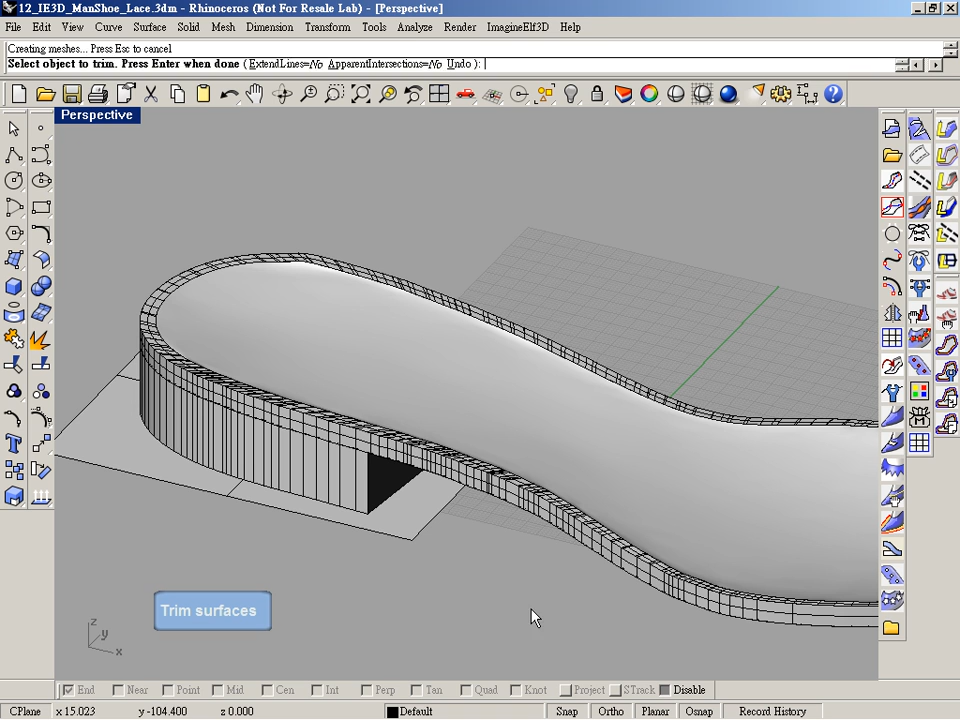 12_IE3D_ManShoe_Lace.3dm - Rhinoceros (Not For Resale Lab) - [Perspective]
File Edit View Curve Surface Solid Mesh Dimension Transform Tools Analyze Render ImagineElf3D Help
Creating meshes... Press Esc to cancel
Select object to trim. Press Enter when done ( ExtendLines=No ApparentIntersections=No Undo ):
Perspective
Trim surfaces
z
y
x
End Near Point Mid Cen Int Perp Tan Quad Knot Project STrack Disable
CPlane x 15.023 y -104.400 z 0.000 Default Snap Ortho Planar Osnap Record History